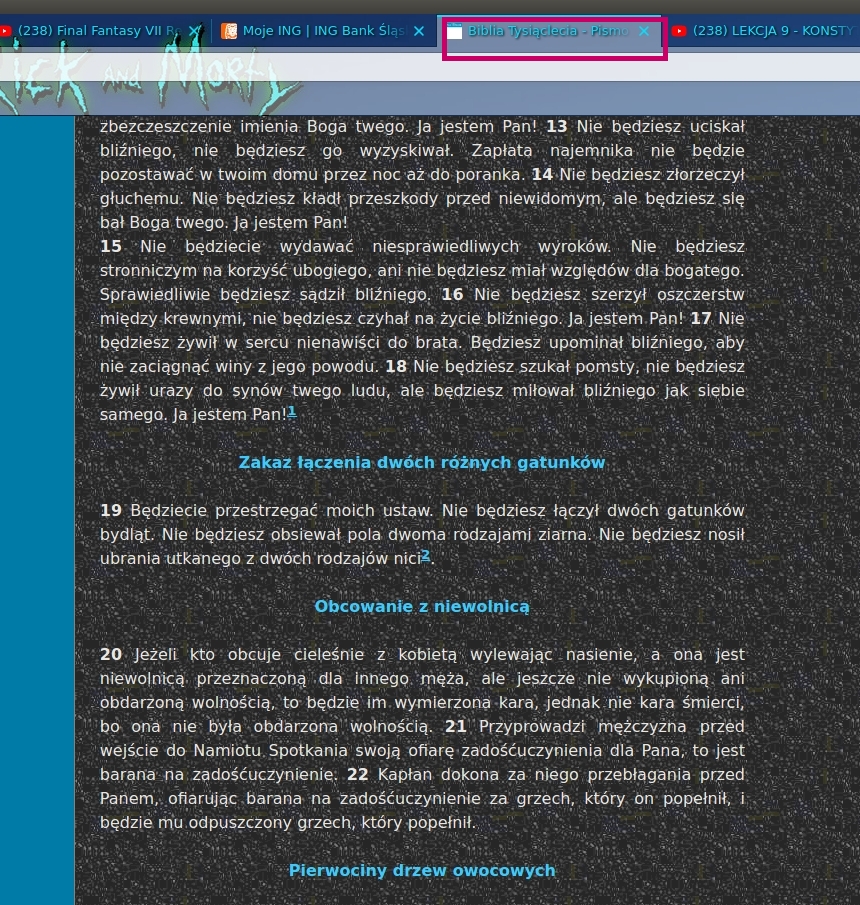 (238) Final Fantasy VII R
Moje ING | ING Bank Śląs
Biblia Tysiąclecia - Pismo
(238) LEKCJA 9 - KONSTY
Rick AND Morty
zbezczeszczenie imienia Boga twego. Ja jestem Pan! 13 Nie będziesz uciskał
bliźniego, nie będziesz go wyzyskiwał. Zapłata najemnika nie będzie
pozostawać w twoim domu przez noc aż do poranka. 14 Nie będziesz złorzeczył
głuchemu. Nie będziesz kładł przeszkody przed niewidomym, ale będziesz się
bał Boga twego. Ja jestem Pan!
15 Nie będziecie wydawać niesprawiedliwych wyroków. Nie będziesz
stronniczym na korzyść ubogiego, ani nie będziesz miał względów dla bogatego.
Sprawiedliwie będziesz sądził bliźniego. 16 Nie będziesz szerzył oszczerstw
między krewnymi, nie będziesz czyhał na życie bliźniego. Ja jestem Pan! 17 Nie
będziesz żywił w sercu nienawiści do brata. Będziesz upominał bliźniego, aby
nie zaciągnąć winy z jego powodu. 18 Nie będziesz szukał pomsty, nie będziesz
żywił urazy do synów twego ludu, ale będziesz miłował bliźniego jak siebie
samego. Ja jestem Pan!1
Zakaz łączenia dwóch różnych gatunków
19 Będziecie przestrzegać moich ustaw. Nie będziesz łączył dwóch gatunków
bydląt. Nie będziesz obsiewał pola dwoma rodzajami ziarna. Nie będziesz nosił
ubrania utkanego z dwóch rodzajów nici2.
Obcowanie z niewolnicą
20 Jeżeli kto obcuje cieleśnie z kobietą wylewając nasienie, a ona jest
niewolnicą przeznaczoną dla innego męża, ale jeszcze nie wykupioną ani
obdarzoną wolnością, to będzie im wymierzona kara, jednak nie kara śmierci,
bo ona nie była obdarzona wolnością. 21 Przyprowadzi mężczyzna przed
wejście do Namiotu Spotkania swoją ofiarę zadośćuczynienia dla Pana, to jest
barana na zadośćuczynienie. 22 Kapłan dokona za niego przebłagania przed
Panem, ofiarując barana na zadośćuczynienie za grzech, który on popełnił, i
będzie mu odpuszczony grzech, który popełnił.
Pierwociny drzew owocowych